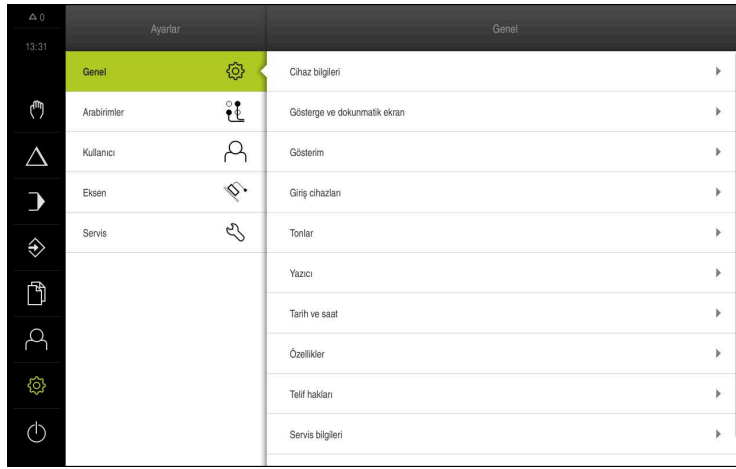 0
13:31
Ayarlar
Genel
Arabirimler
Kullanıcı
Eksen
Servis
Genel
Cihaz bilgileri
Gösterge ve dokunmatik ekran
Gösterim
Giriş cihazları
Tonlar
Yazıcı
Tarih ve saat
Özellikler
Telif hakları
Servis bilgileri